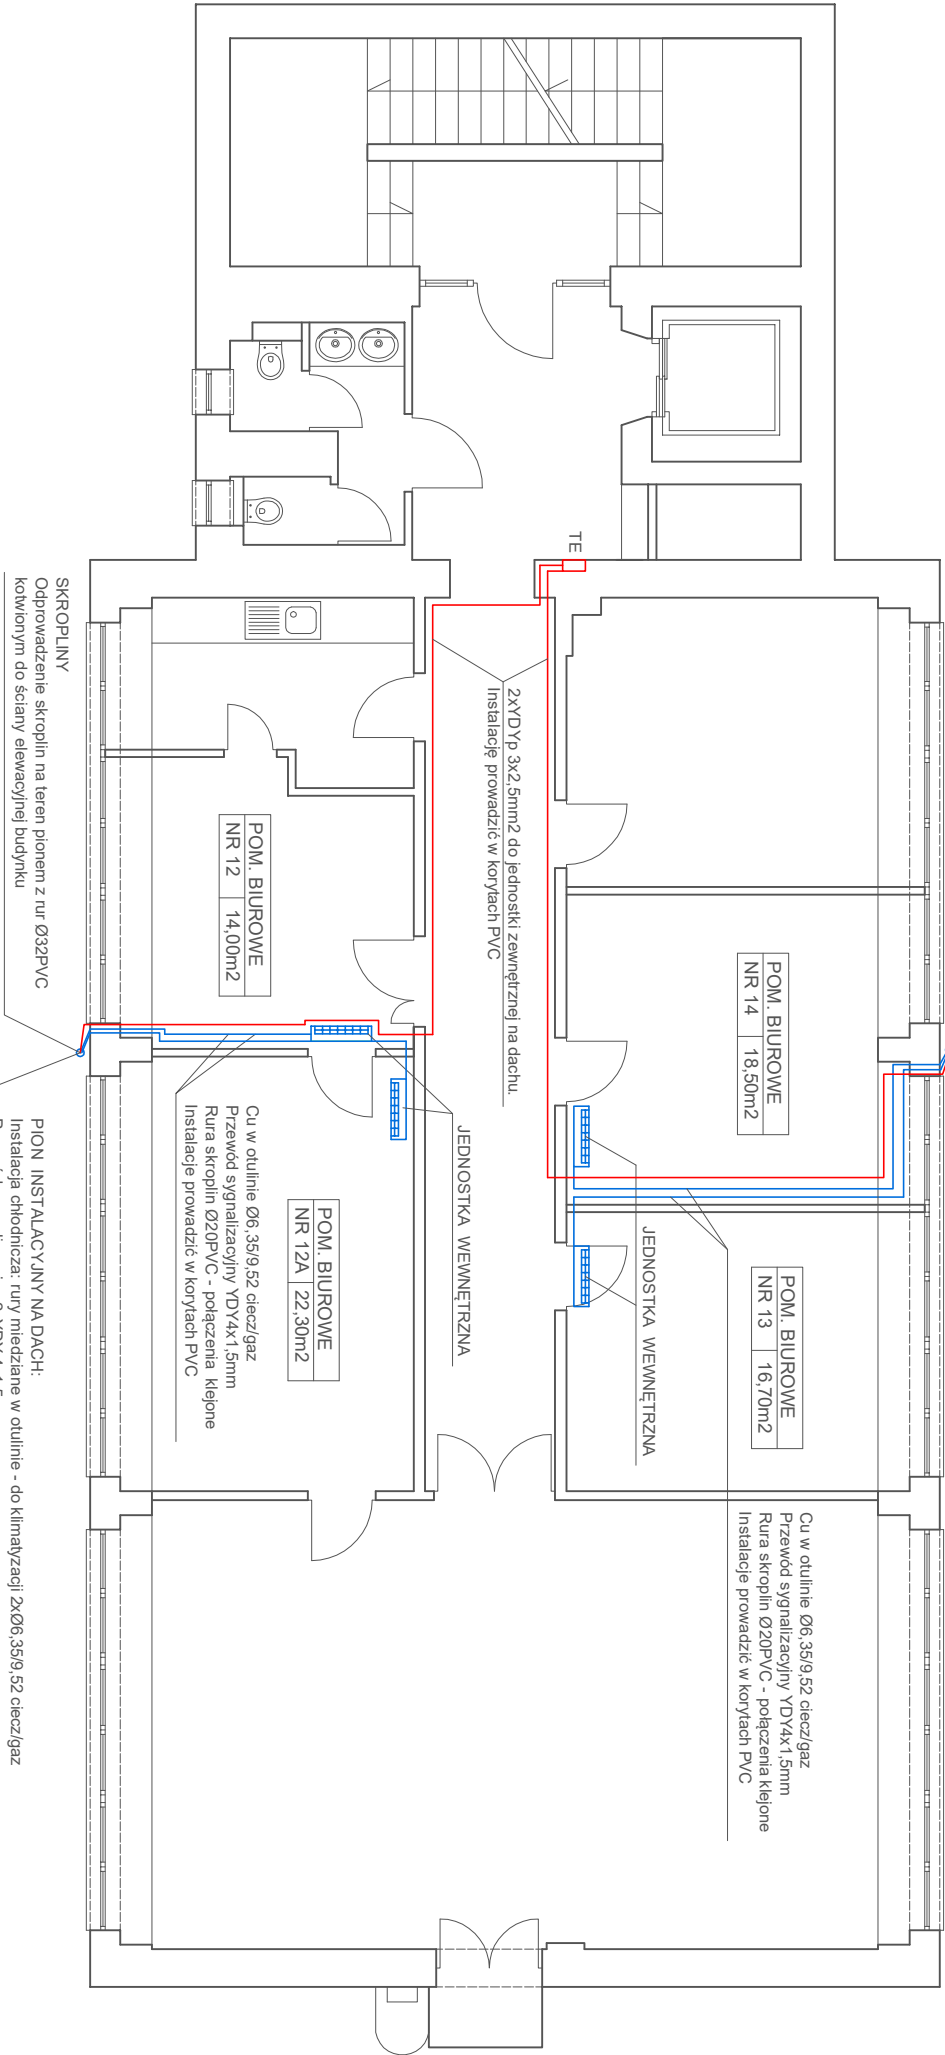 TE
2xYDYp 3x2,5mm2 do jednostki zewnętrznej na dachu.
Instalację prowadzić w korytach PVC
POM. BIUROWE
NR 14 18,50m2
POM. BIUROWE
NR 13 16,70m2
JEDNOSTKA WEWNĘTRZNA
Cu w otulinie Ø6,35/9,52 ciecz/gaz
Przewód sygnalizacyjny YDY4x1,5mm
Rura skroplin Ø20PVC - połączenia klejone
Instalacje prowadzić w korytach PVC
POM. BIUROWE
NR 12 14,00m2
JEDNOSTKA WEWNĘTRZNA
POM. BIUROWE
NR 12A 22,30m2
Cu w otulinie Ø6,35/9,52 ciecz/gaz
Przewód sygnalizacyjny YDY4x1,5mm
Rura skroplin Ø20PVC - połączenia klejone
Instalacje prowadzić w korytach PVC
SKROPLINY
Odprowadzenie skroplin na teren pionem z rur Ø32PVC
kotwionym do ściany elewacyjnej budynku
PION INSTALACYJNY NA DACH:
Instalacja chłodnicza: rury miedziane w otulinie - do klimatyzacji 2xØ6,35/9,52 ciecz/gaz